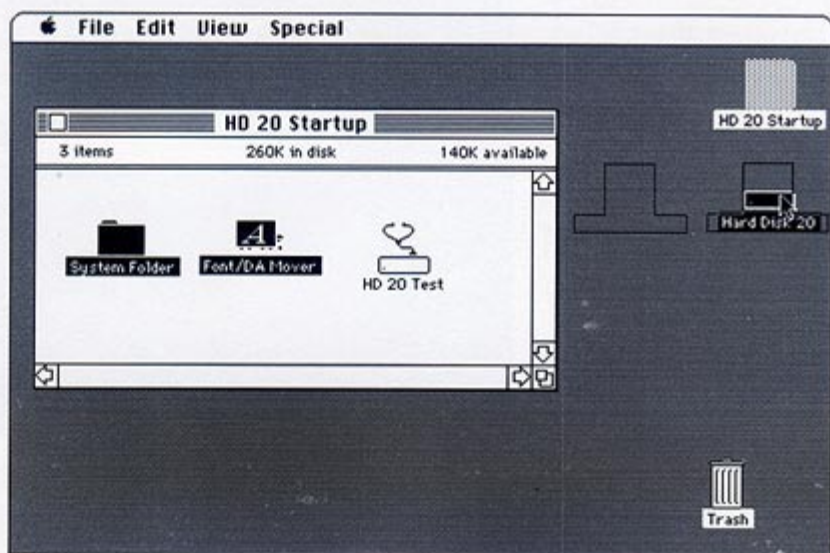 File Edit View Special
HD 20 Startup
3 items 260K in disk 140K available
System Folder Font/DA Mover HD 20 Test
HD 20 Startup
Hard Disk 20
Trash